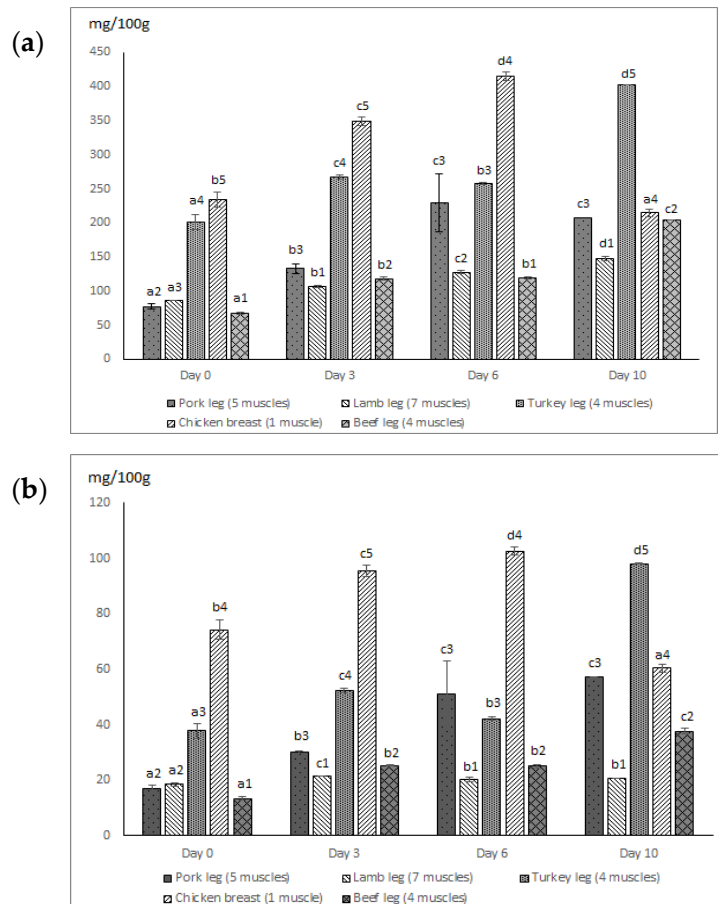 (a)
mg/100g
450
400
350
300
250
200
150
100
50
0
a2 a3 a4 b5 a1
b3 b1 c4 c5 b2
c3 c2 b3 d4 b1
c3 d1 d5 a4 c2
Day 0 Day 3 Day 6 Day 10
Pork leg (5 muscles) Lamb leg (7 muscles) Turkey leg (4 muscles)
Chicken breast (1 muscle) Beef leg (4 muscles)
(b)
mg/100g
120
100
80
60
40
20
0
a2 a2 a3 b4 a1
b3 c1 c4 c5 b2
c3 b1 b3 d4 b2
c3 b1 d5 a4 c2
Day 0 Day 3 Day 6 Day 10
Pork leg (5 muscles) Lamb leg (7 muscles) Turkey leg (4 muscles)
Chicken breast (1 muscle) Beef leg (4 muscles)